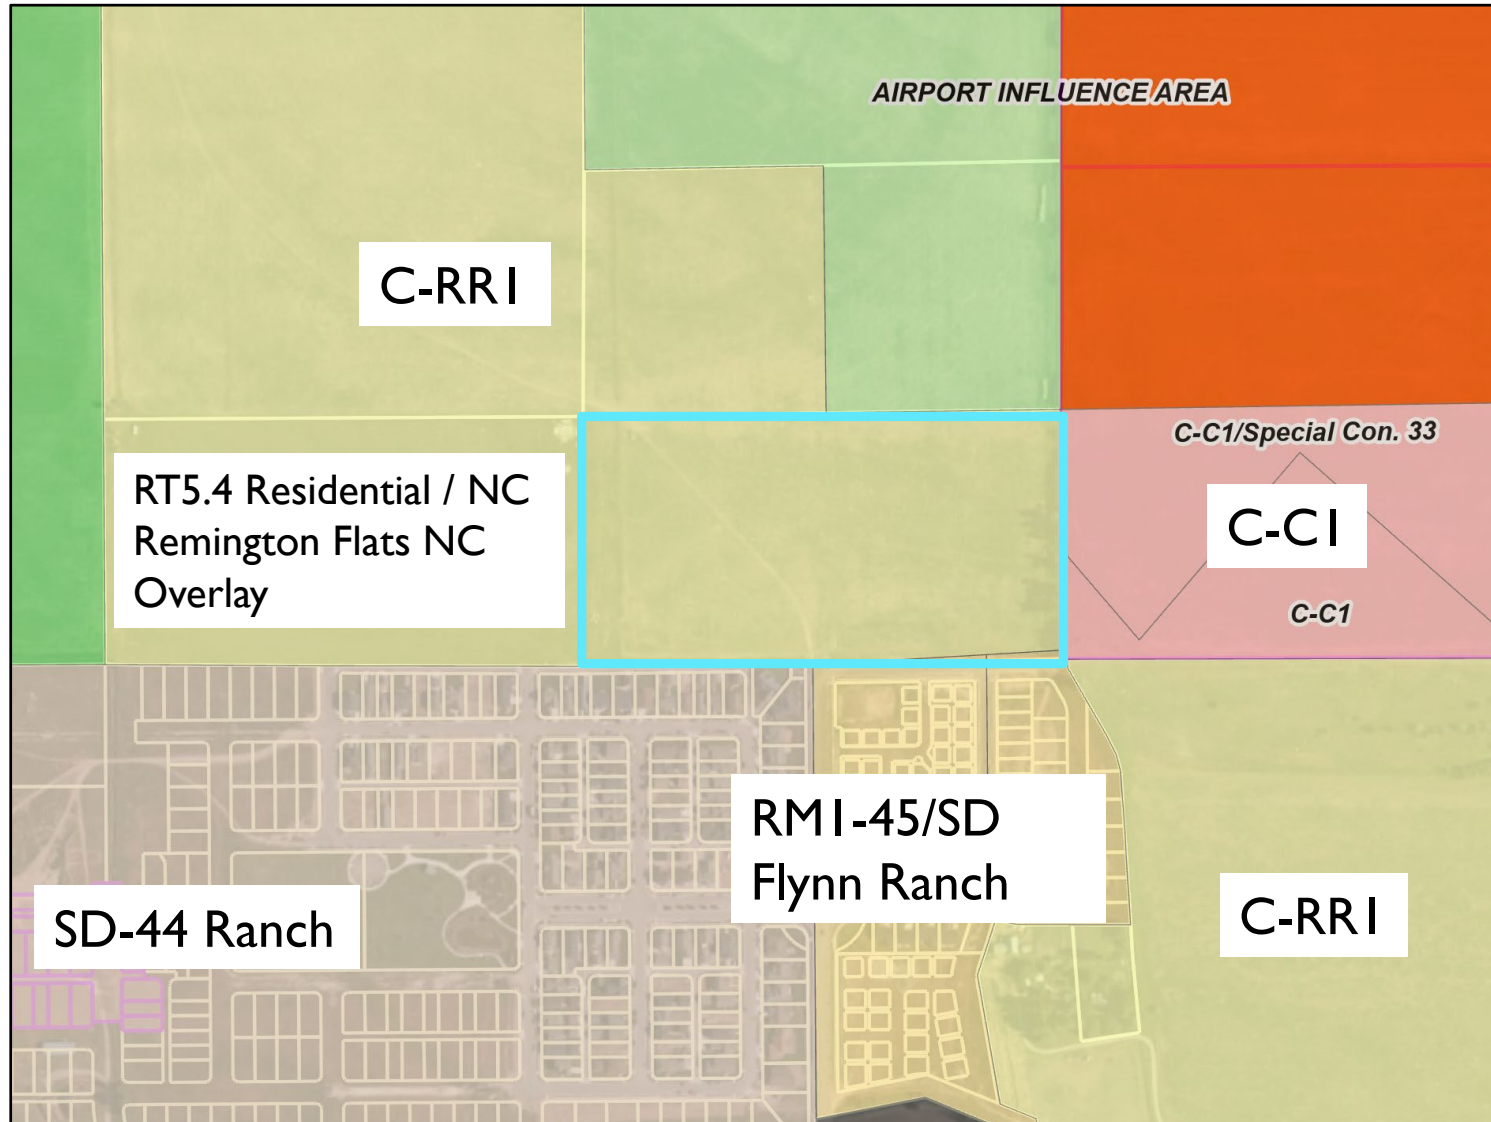 AIRPORT INFLUENCE AREA
C-RR1
C-C1/Special Con. 33
RT5.4 Residential / NC
Remington Flats NC
Overlay
C-C1
C-C1
RM1-45/SD
Flynn Ranch
SD-44 Ranch
C-RR1